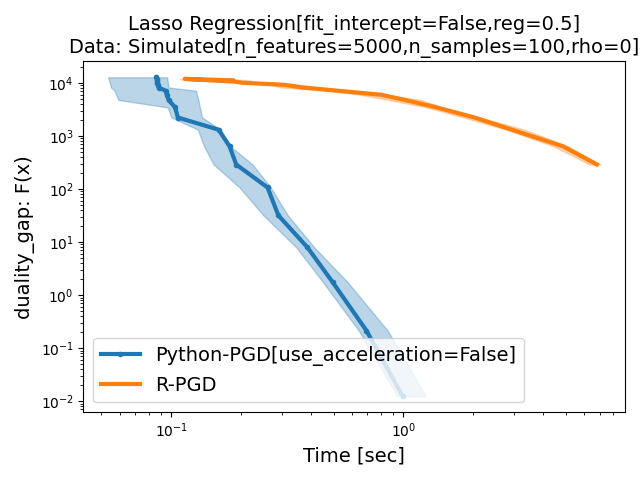 Lasso Regression[fit_intercept=False,reg=0.5]
Data: Simulated[n_features=5000,n_samples=100,rho=0]
duality_gap: F(x)
10⁴
10³
10²
10¹
10⁰
10⁻¹
10⁻²
Python-PGD[use_acceleration=False]
R-PGD
10⁻¹
10⁰
Time [sec]